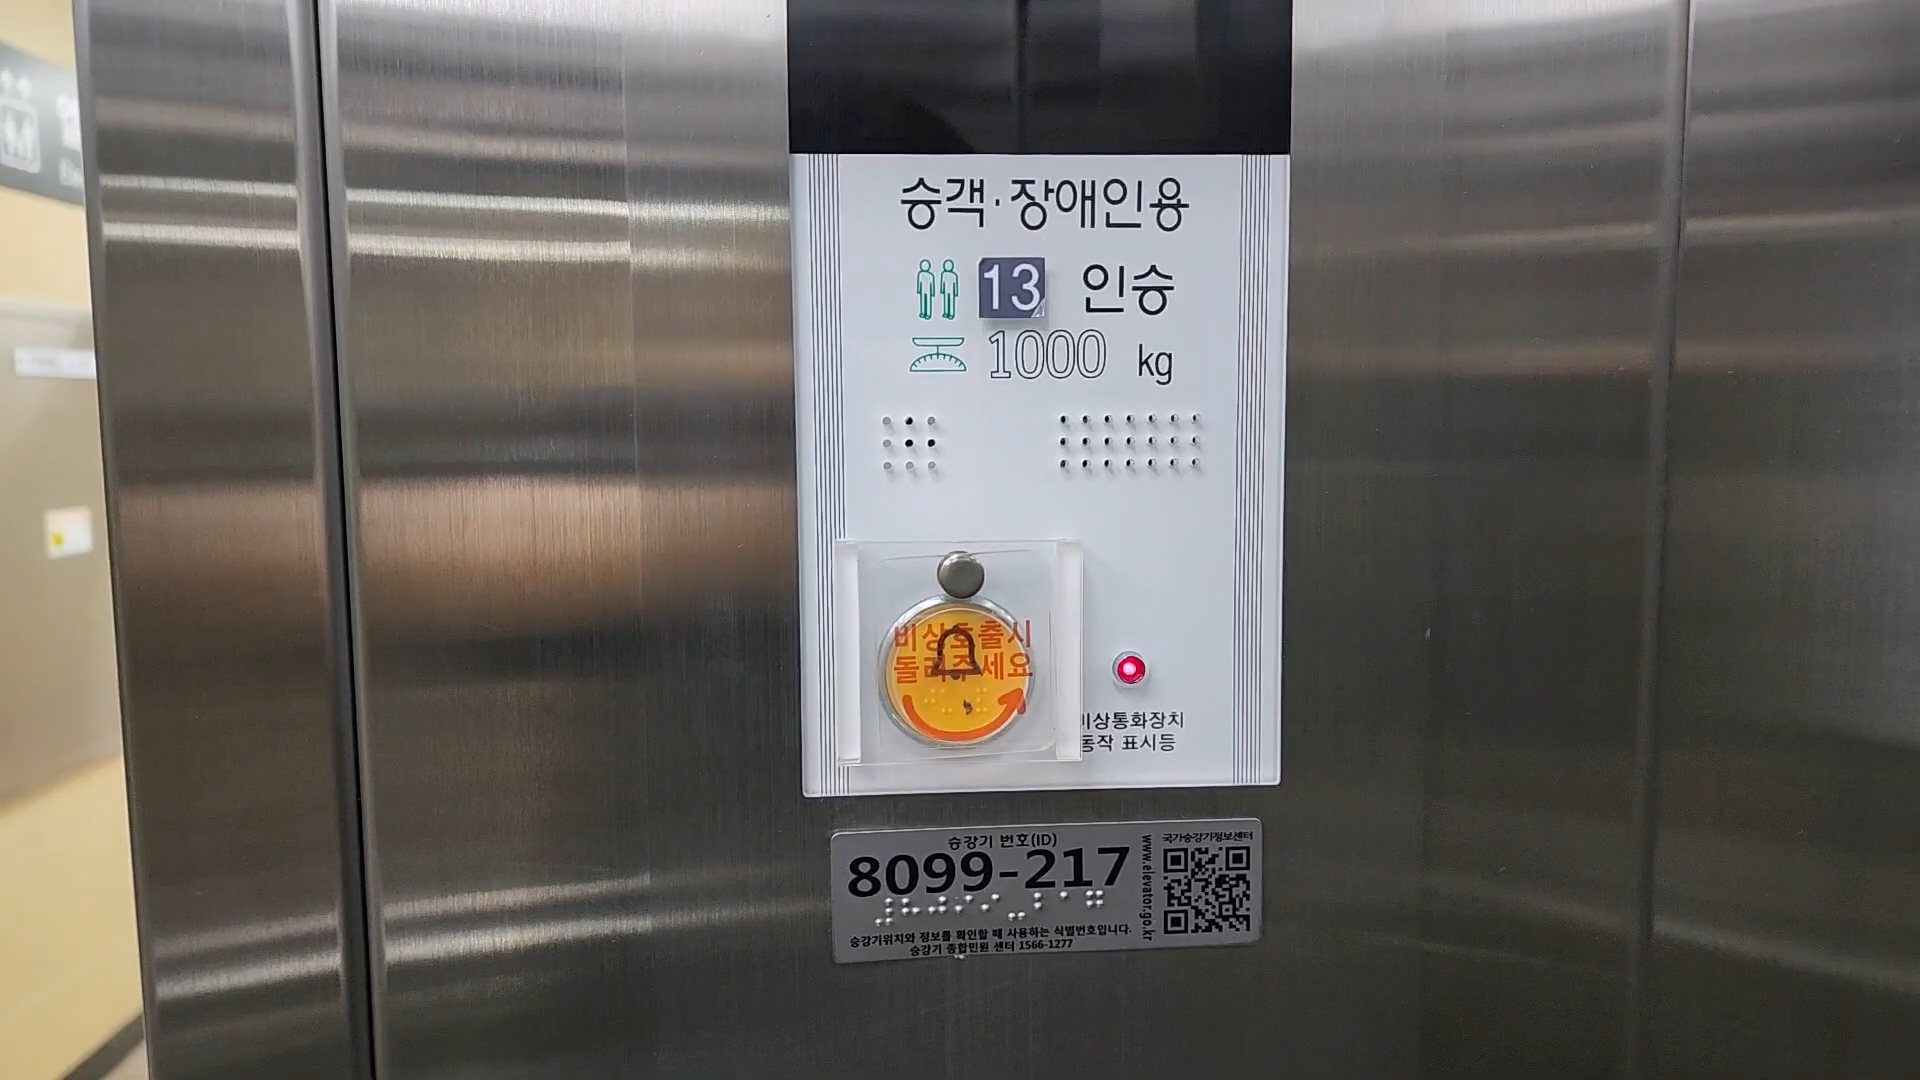 승객·장애인용
13 인승
1000 kg
비상호출시
돌려주세요
비상통화장치
동작 표시등
승강기 번호(ID)
8099-217
승강기위치와 정보를 확인할 때 사용하는 식별번호입니다.
승강기 종합민원 센터 1566-1277
www.elevator.go.kr
국가승강기정보센터